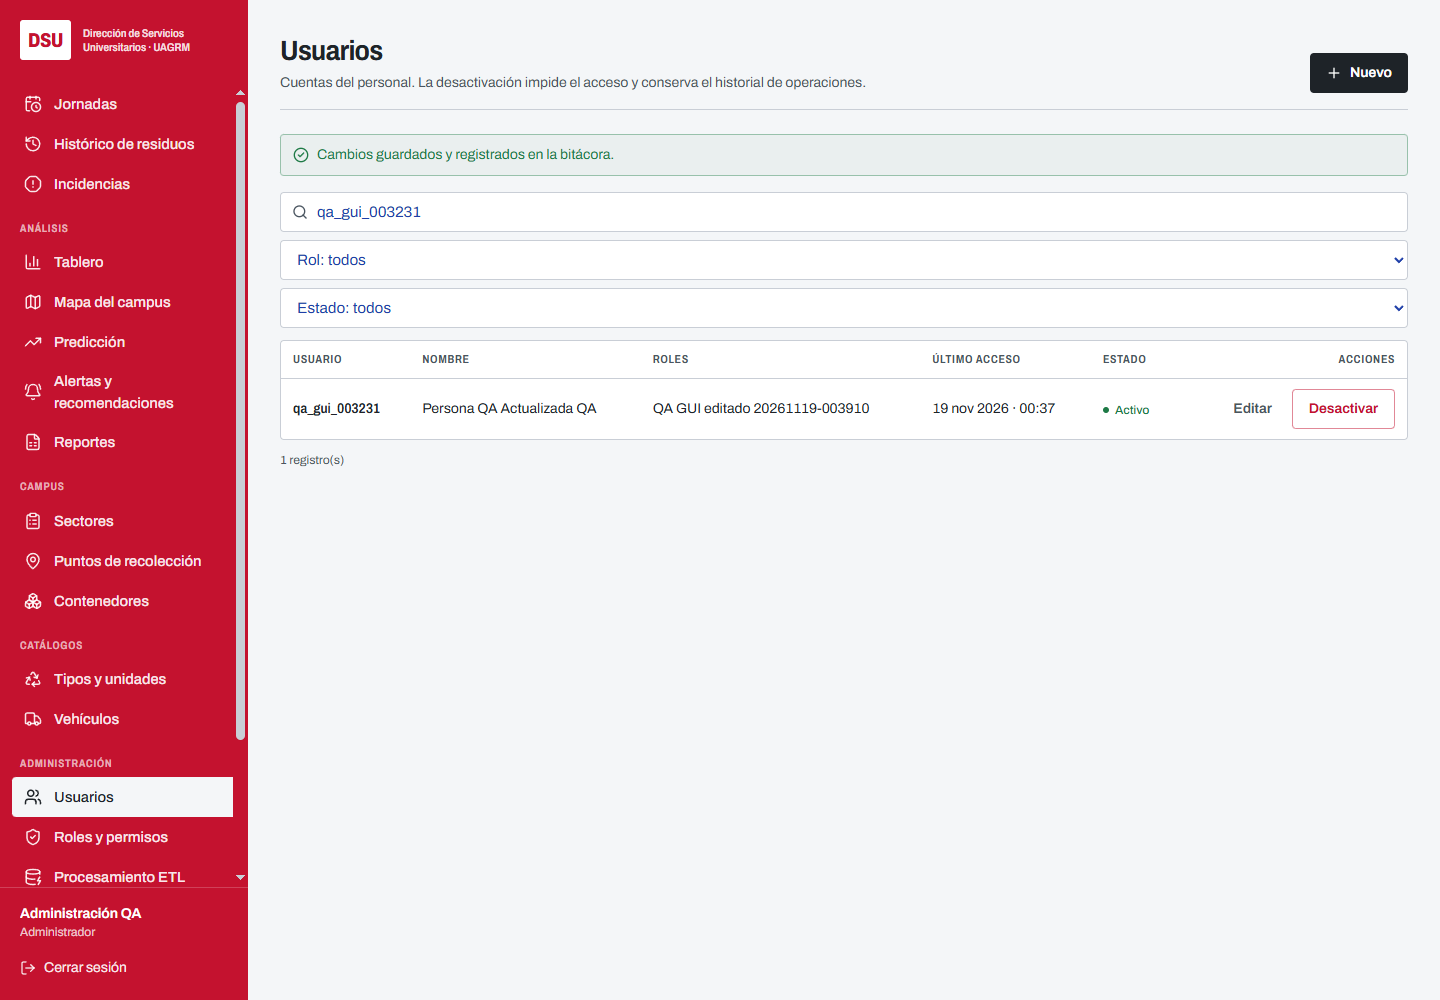 DSU
Dirección de Servicios
Universitarios · UAGRM
Jornadas
Histórico de residuos
Incidencias
ANÁLISIS
Tablero
Mapa del campus
Predicción
Alertas y
recomendaciones
Reportes
CAMPUS
Sectores
Puntos de recolección
Contenedores
CATÁLOGOS
Tipos y unidades
Vehículos
ADMINISTRACIÓN
Usuarios
Roles y permisos
Procesamiento ETL
Administración QA
Administrador
Cerrar sesión
Usuarios
Cuentas del personal. La desactivación impide el acceso y conserva el historial de operaciones.
Nuevo
Cambios guardados y registrados en la bitácora.
qa_gui_003231
Rol: todos
Estado: todos
USUARIO NOMBRE ROLES ÚLTIMO ACCESO ESTADO ACCIONES
qa_gui_003231 Persona QA Actualizada QA QA GUI editado 20261119-003910 19 nov 2026 · 00:37 Activo Editar Desactivar
1 registro(s)